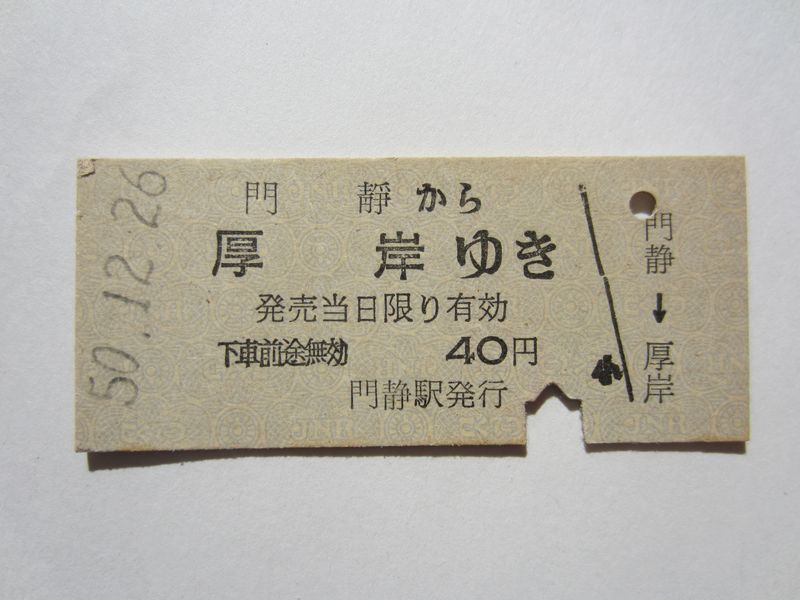 50.12.26
門静から
厚岸ゆき
発売当日限り有効
下車前途無効 40円
門静駅発行
小
門静
↓
厚岸